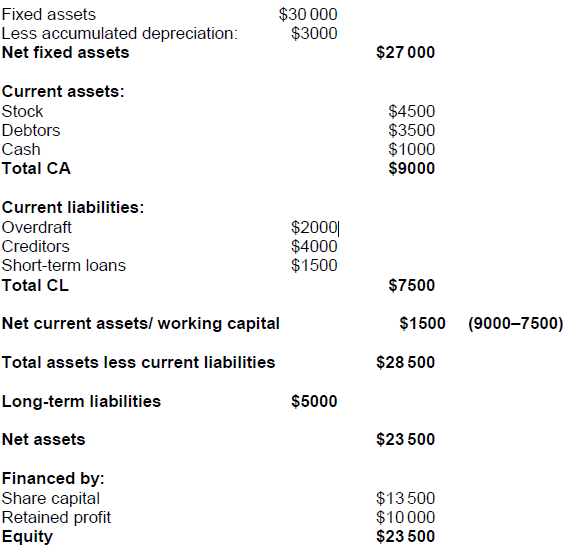 Fixed assets $30 000
Less accumulated depreciation: $3000
Net fixed assets $27 000
Current assets:
Stock $4500
Debtors $3500
Cash $1000
Total CA $9000
Current liabilities:
Overdraft $2000
Creditors $4000
Short-term loans $1500
Total CL $7500
Net current assets/ working capital $1500 (9000–7500)
Total assets less current liabilities $28 500
Long-term liabilities $5000
Net assets $23 500
Financed by:
Share capital $13 500
Retained profit $10 000
Equity $23 500